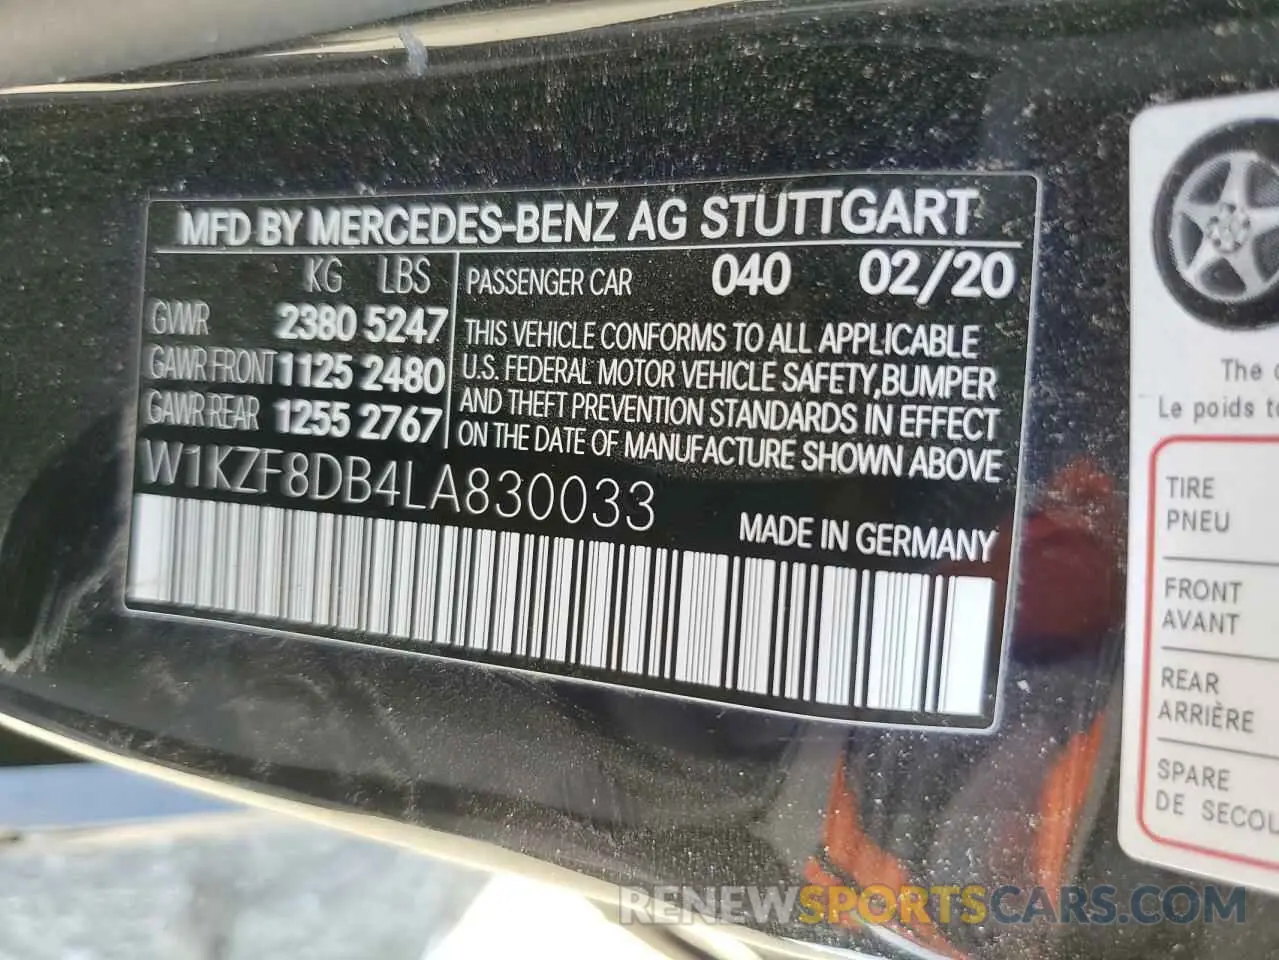 MFD BY MERCEDES-BENZ AG STUTTGART
KG LBS
GVWR 2380 5247
GAWR FRONT 1125 2480
GAWR REAR 1255 2767
PASSENGER CAR 040 02/20
THIS VEHICLE CONFORMS TO ALL APPLICABLE
U.S. FEDERAL MOTOR VEHICLE SAFETY,BUMPER
AND THEFT PREVENTION STANDARDS IN EFFECT
ON THE DATE OF MANUFACTURE SHOWN ABOVE
W1KZF8DB4LA830033
MADE IN GERMANY
The
Le poids
TIRE
PNEU
FRONT
AVANT
REAR
ARRIÈRE
SPARE
DE SECOU
RENEWSPORTSCARS.COM